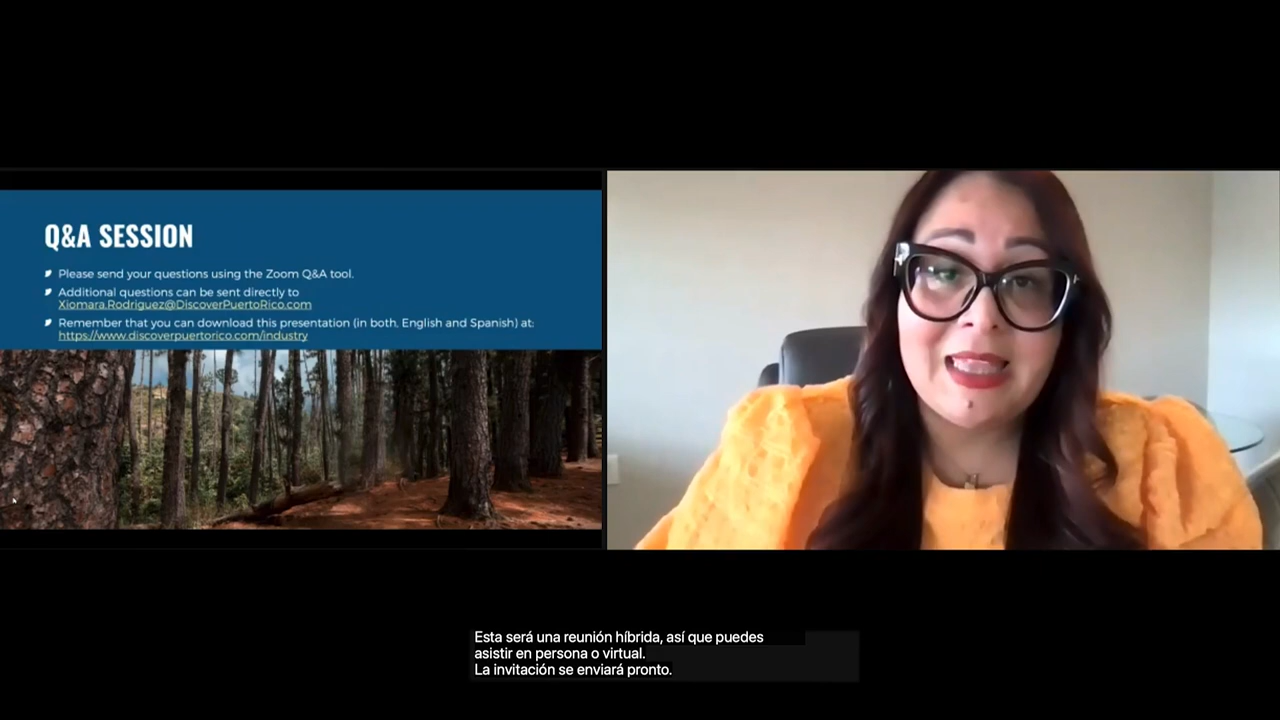 Q&A SESSION
Please send your questions using the Zoom Q&A tool.
Additional questions can be sent directly to
Xiomara.Rodriguez@DiscoverPuertoRico.com
Remember that you can download this presentation (in both, English and Spanish) at:
https://www.discoverpuertorico.com/industry
Esta será una reunión híbrida, así que puedes
asistir en persona o virtual.
La invitación se enviará pronto.